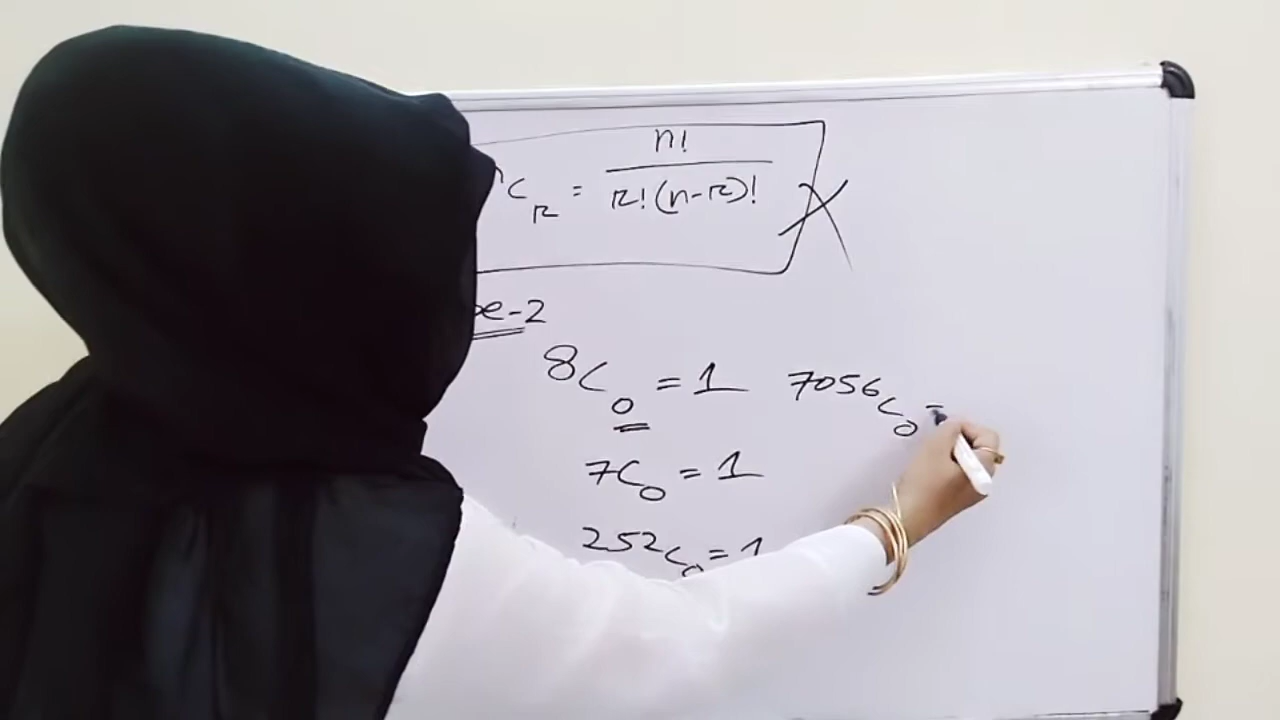 nCR = n! / R!(n-R)!
e-2
8C0 = 1 7056C0 =
7C0 = 1
252C0 = 1